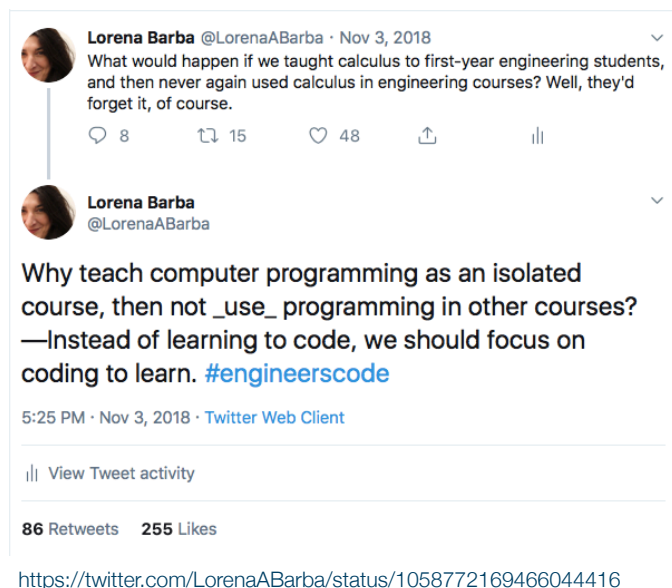 Lorena Barba @LorenaABarba · Nov 3, 2018
What would happen if we taught calculus to first-year engineering students,
and then never again used calculus in engineering courses? Well, they'd
forget it, of course.
8 15 48
Lorena Barba
@LorenaABarba
Why teach computer programming as an isolated
course, then not _use_ programming in other courses?
—Instead of learning to code, we should focus on
coding to learn. #engineerscode
5:25 PM · Nov 3, 2018 · Twitter Web Client
View Tweet activity
86 Retweets 255 Likes
https://twitter.com/LorenaABarba/status/1058772169466044416